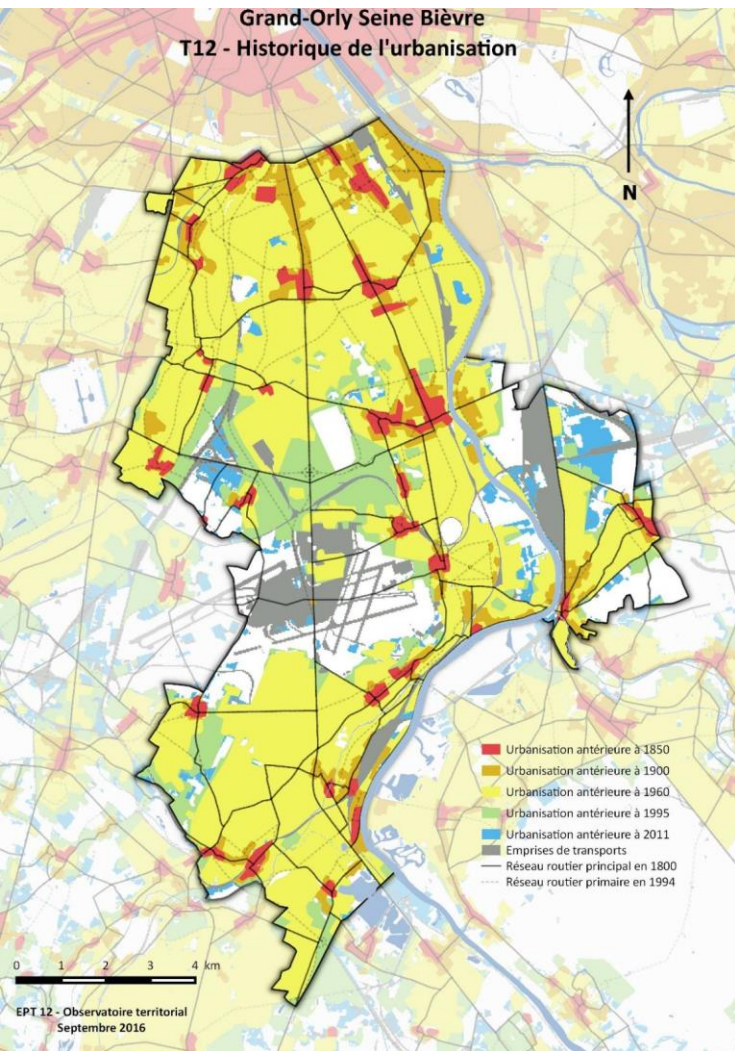 Grand-Orly Seine Bièvre
T12 - Historique de l'urbanisation
N
Urbanisation antérieure à 1850
Urbanisation antérieure à 1900
Urbanisation antérieure à 1960
Urbanisation antérieure à 1995
Urbanisation antérieure à 2011
Emprises de transports
Réseau routier principal en 1800
Réseau routier primaire en 1994
0 1 2 3 4 km
EPT 12 - Observatoire territorial
Septembre 2016